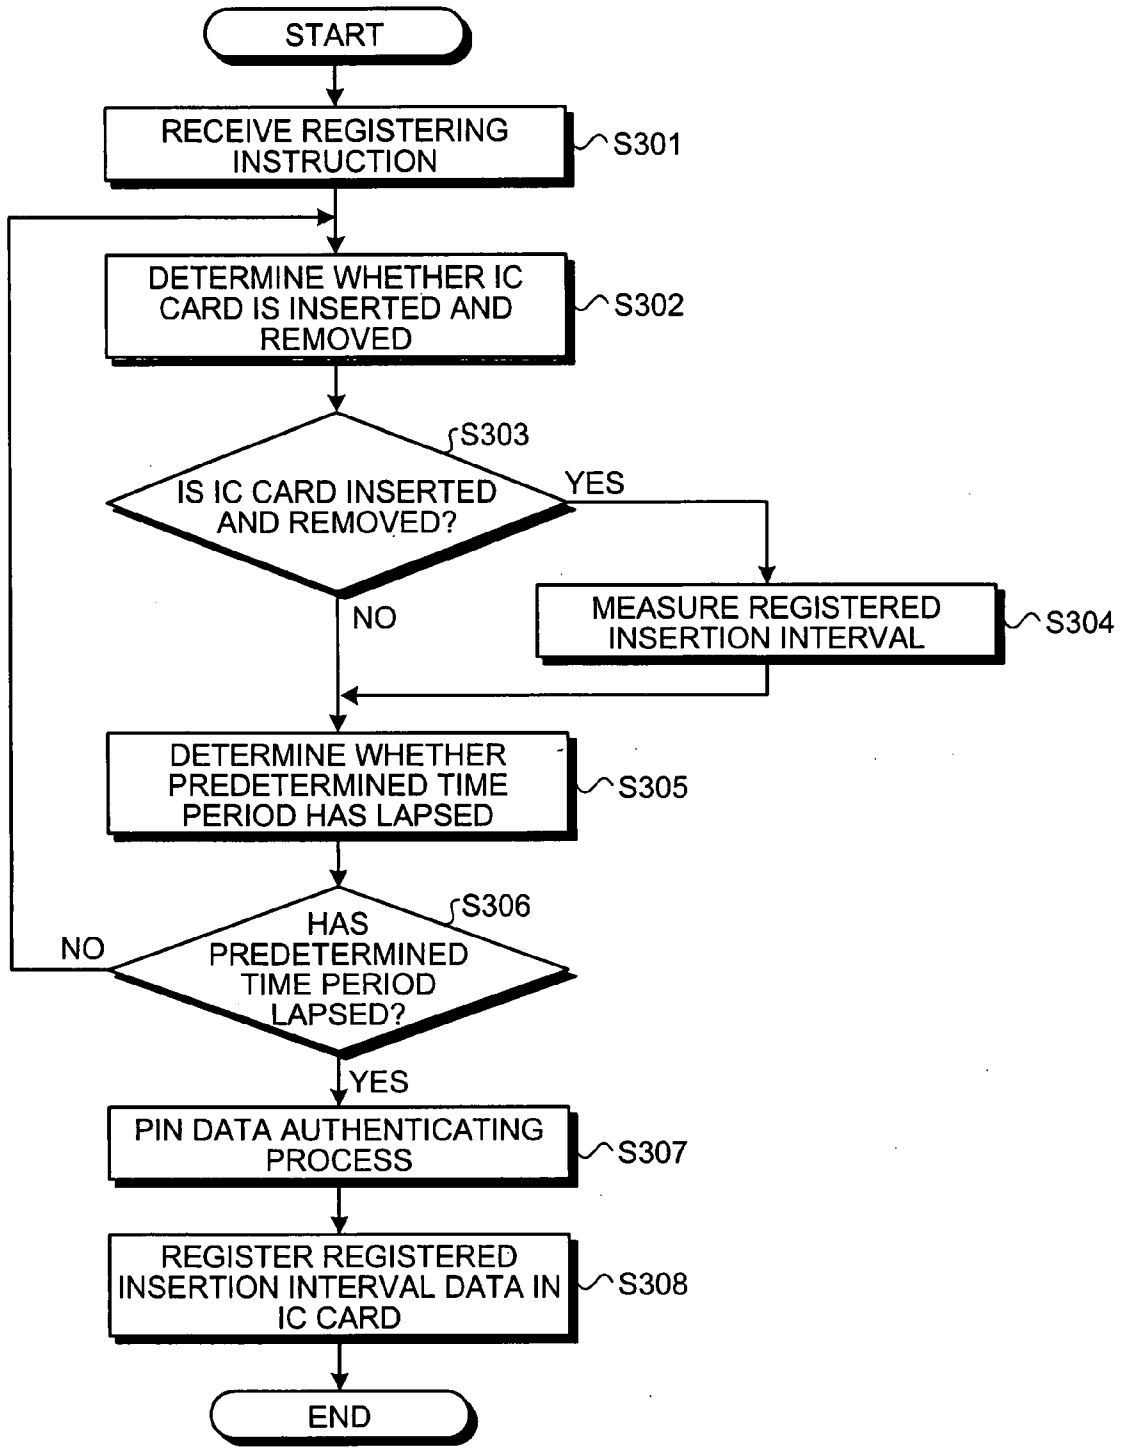 START
RECEIVE REGISTERING
INSTRUCTION
S301
DETERMINE WHETHER IC
CARD IS INSERTED AND
REMOVED
S302
S303
IS IC CARD INSERTED
AND REMOVED?
YES
NO
MEASURE REGISTERED
INSERTION INTERVAL
S304
DETERMINE WHETHER
PREDETERMINED TIME
PERIOD HAS LAPSED
S305
S306
HAS
PREDETERMINED
TIME PERIOD
LAPSED?
NO
YES
PIN DATA AUTHENTICATING
PROCESS
S307
REGISTER REGISTERED
INSERTION INTERVAL DATA IN
IC CARD
S308
END